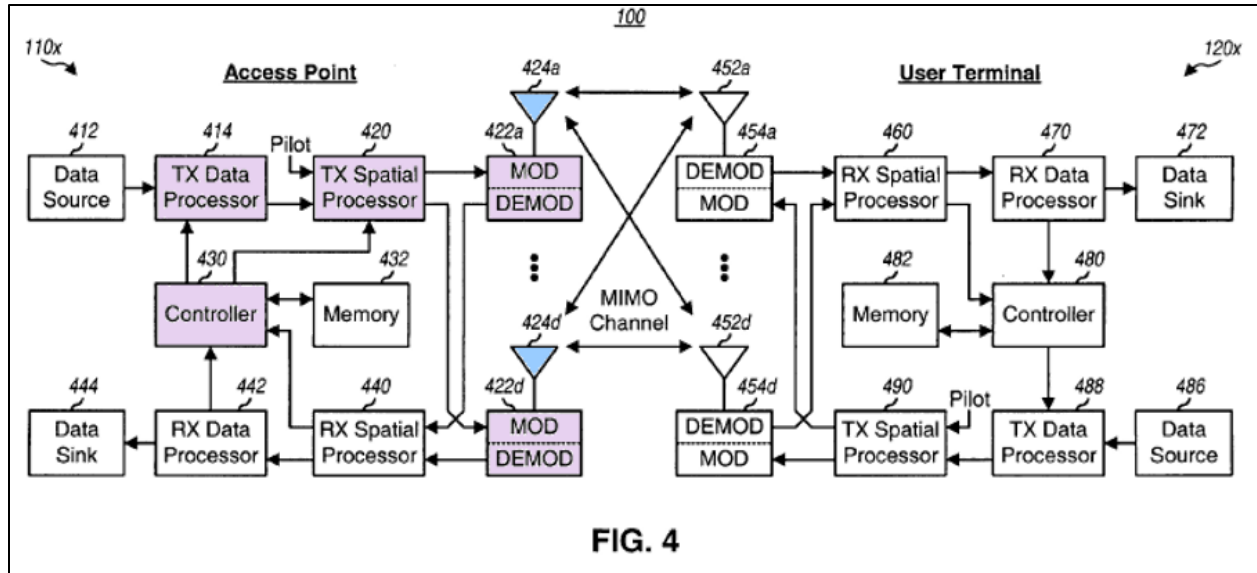 100
110x
120x
Access Point
User Terminal
424a
452a
412
414
420
422a
454a
460
470
472
Pilot
Data
Source
TX Data
Processor
TX Spatial
Processor
MOD
DEMOD
DEMOD
MOD
RX Spatial
Processor
RX Data
Processor
Data
Sink
430
432
482
480
Controller
Memory
MIMO
Channel
Memory
Controller
424d
452d
444
442
440
422d
454d
490
Pilot
488
486
Data
Sink
RX Data
Processor
RX Spatial
Processor
MOD
DEMOD
DEMOD
MOD
TX Spatial
Processor
TX Data
Processor
Data
Source
FIG. 4